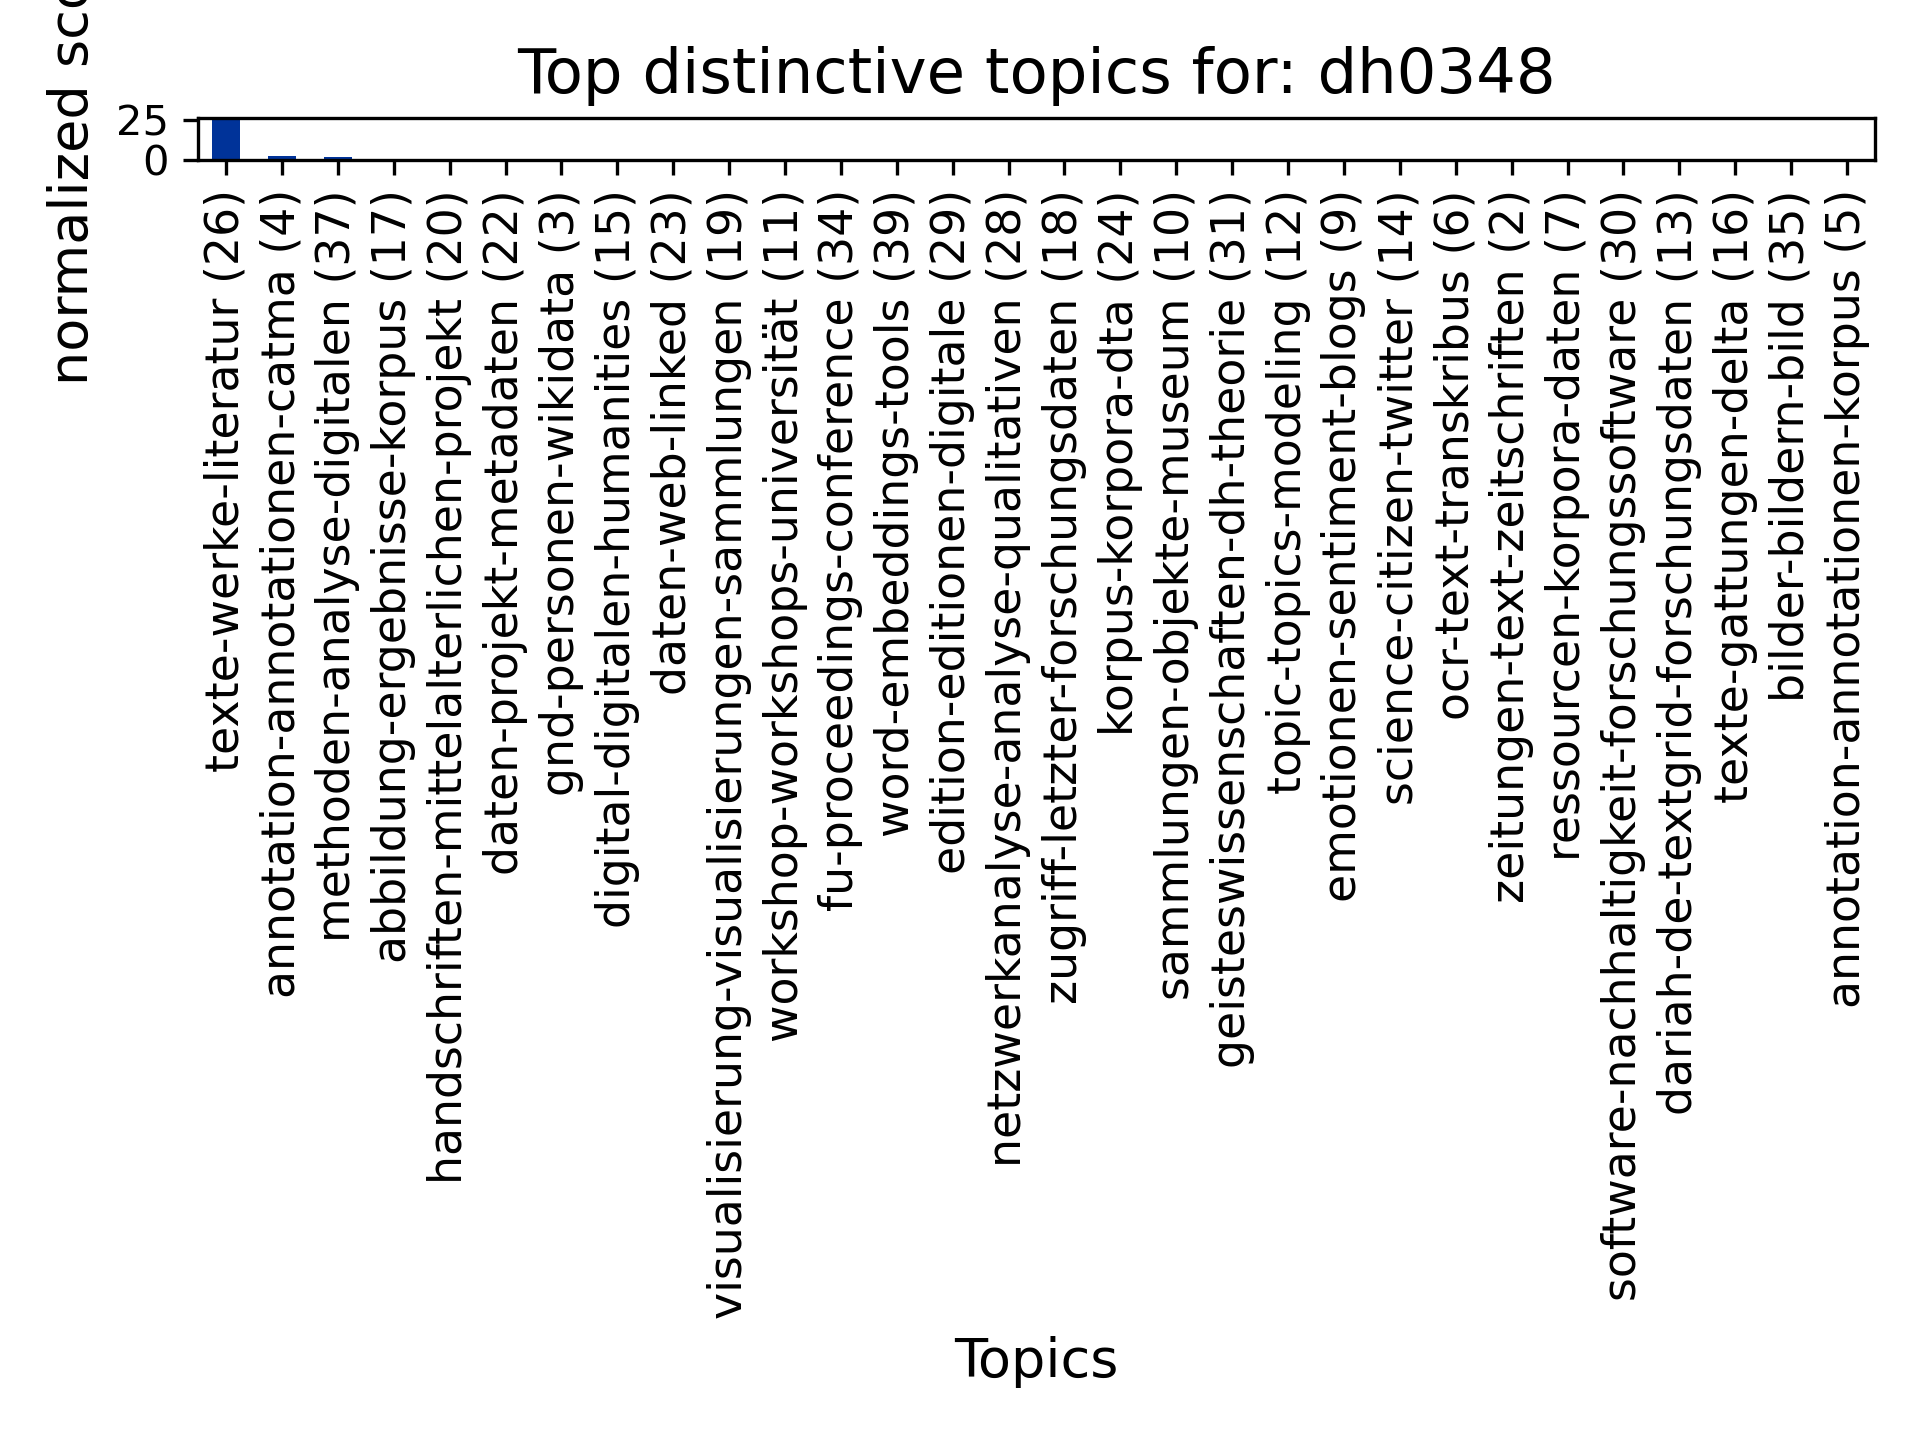 Top distinctive topics for: dh0348
normalized
25
0
texte-werke-literatur (26)
annotation-annotationen-catma (4)
methoden-analyse-digitalen (37)
abbildung-ergebnisse-korpus (17)
handschriften-mittelalterlichen-projekt (20)
daten-projekt-metadaten (22)
gnd-personen-wikidata (3)
digital-digitalen-humanities (15)
daten-web-linked (23)
visualisierung-visualisierungen-sammlungen (19)
workshop-workshops-universität (11)
fu-proceedings-conference (34)
word-embeddings-tools (39)
edition-editionen-digitale (29)
netzwerkanalyse-analyse-qualitativen (28)
zugriff-letzter-forschungsdaten (18)
korpus-korpora-dta (24)
sammlungen-objekte-museum (10)
geisteswissenschaften-dh-theorie (31)
topic-topics-modeling (12)
emotionen-sentiment-blogs (9)
science-citizen-twitter (14)
ocr-text-transkribus (6)
zeitungen-text-zeitschriften (2)
ressourcen-korpora-daten (7)
software-nachhaltigkeit-forschungssoftware (30)
dariah-de-textgrid-forschungsdaten (13)
texte-gattungen-delta (16)
bilder-bildern-bild (35)
annotation-annotationen-korpus (5)
Topics